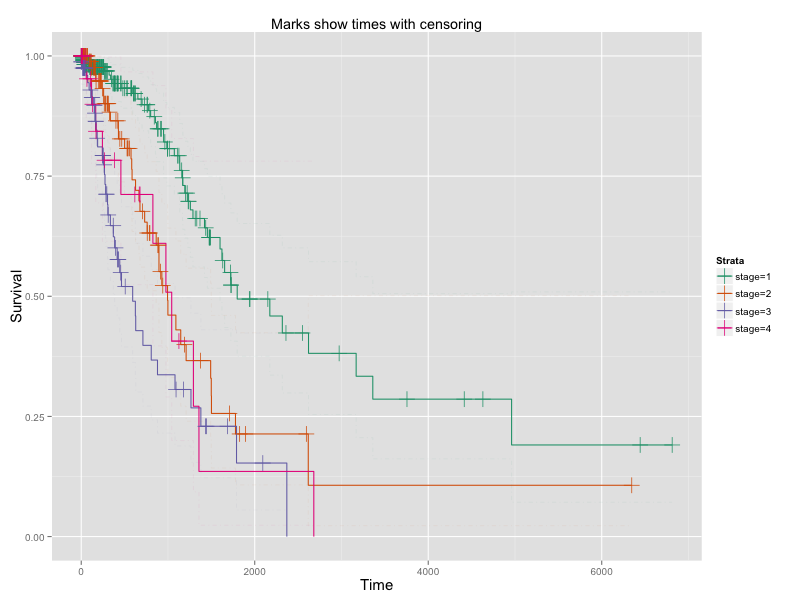 Marks show times with censoring
1.00
0.75
0.50
0.25
0.00
Survival
0
2000
4000
6000
Time
Strata
stage=1
stage=2
stage=3
stage=4